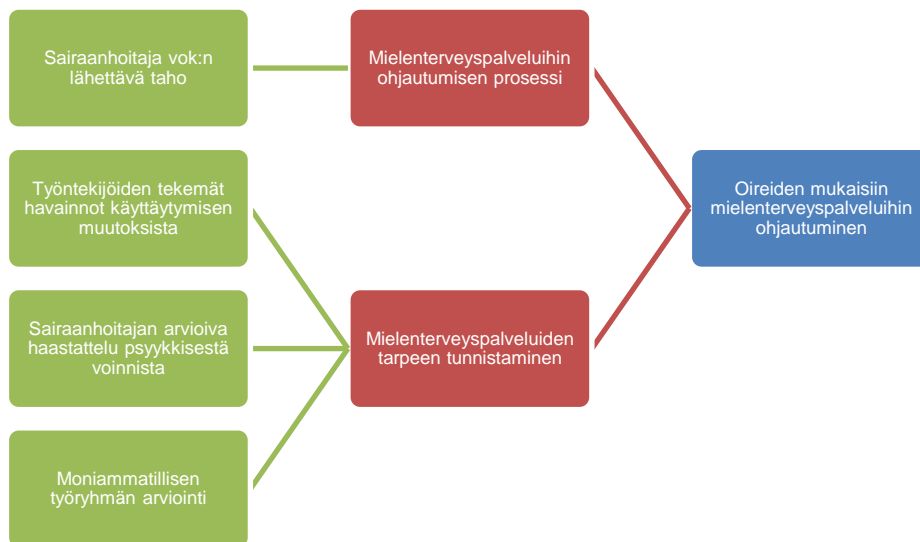 Sairaanhoitaja vok:n
lähettävä taho
Mielenterveyspalveluihin
ohjautumisen prosessi
Työntekijöiden tekemät
havainnot käyttäytymisen
muutoksista
Oireiden mukaisiin
mielenterveyspalveluihin
ohjautuminen
Sairaanhoitajan arvioiva
haastattelu psyykkisestä
voinnista
Mielenterveyspalveluiden
tarpeen tunnistaminen
Moniammatillisen
työryhmän arviointi